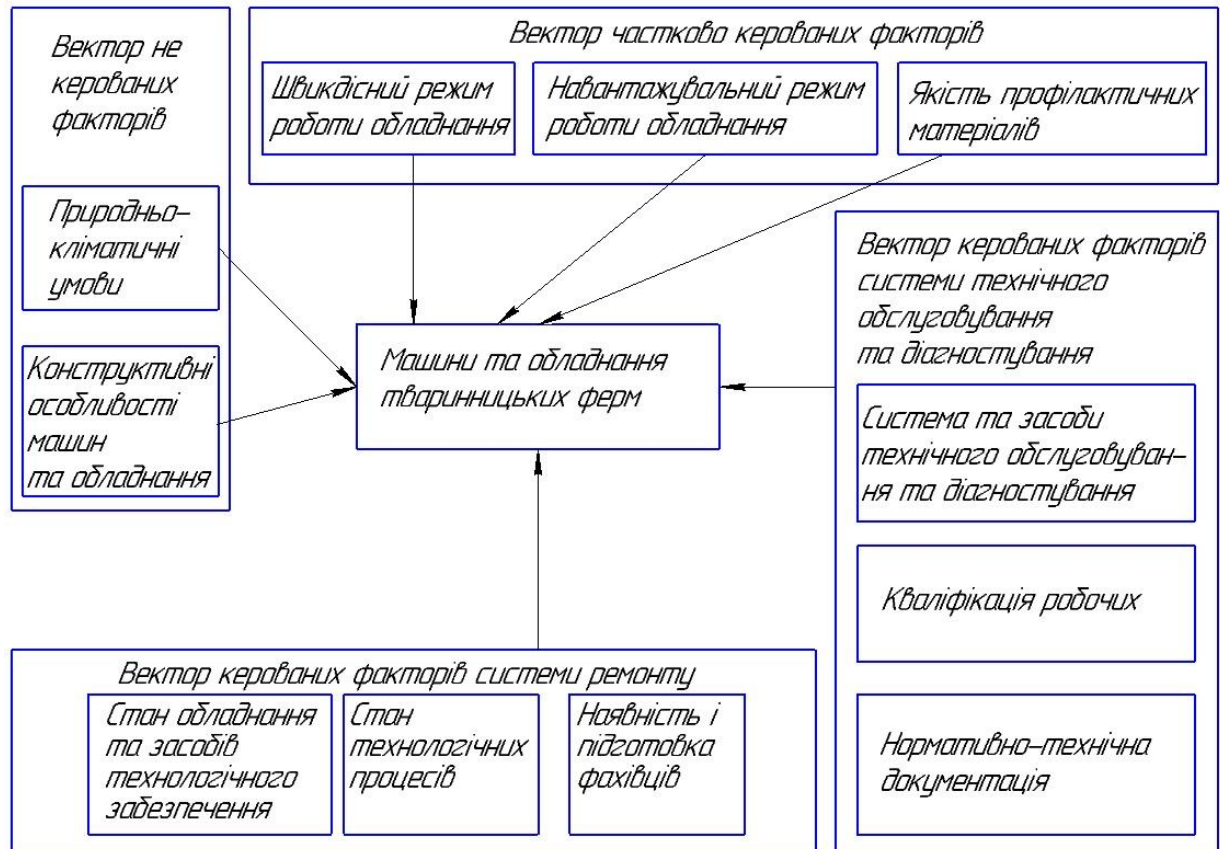 Вектор не
керованих
факторів
Природньо-
кліматичні
умови
Конструктивні
особливості
машин
та обладнання
Вектор частково керованих факторів
Швикдісний режим
роботи обладнання
Навантажувальний режим
роботи обладнання
Якість профілактичних
матеріалів
Машини та обладнання
тваринницьких ферм
Вектор керованих факторів
системи технічного
обслуговування
та діагностування
Система та засоби
технічного обслуговуван-
ня та діагностування
Кваліфікація робочих
Нормативно-технічна
документація
Вектор керованих факторів системи ремонту
Стан обладнання
та засобів
технологічного
забезпечення
Стан
технологічних
процесів
Наявність і
підготовка
фахівців